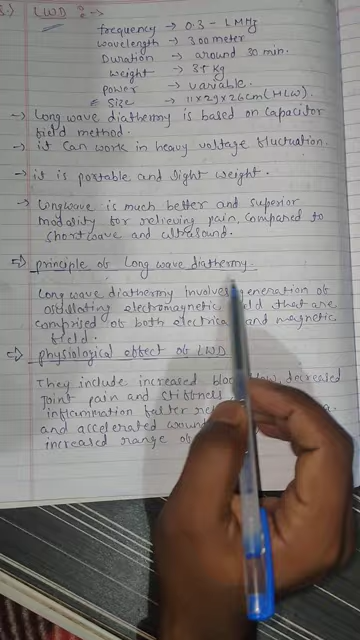 LWD :-
frequency → 0.3 - 1 MHz
wavelength → 300 meter
Duration → around 30 min.
weight → 35 kg
power → variable.
* Size → 11×29×26cm (HLW).
→ Long wave diathermy is based on capacitor
field method.
→ it can work in heavy voltage fluctuation.
→ it is portable and light weight.
→ Longwave is much better and superior
modality for relieving pain, compared to
shortwave and ultrasound.
⇒ principle of Long wave diathermy.
Long wave diathermy involves generation of
oscillating electromagnetic field that are
comprised of both electrical and magnetic
field.
⇒ physiological effect of LWD
They include increased blood flow, decreased
Joint pain and stiffness
inflammation faster
and accelerated
increased range of